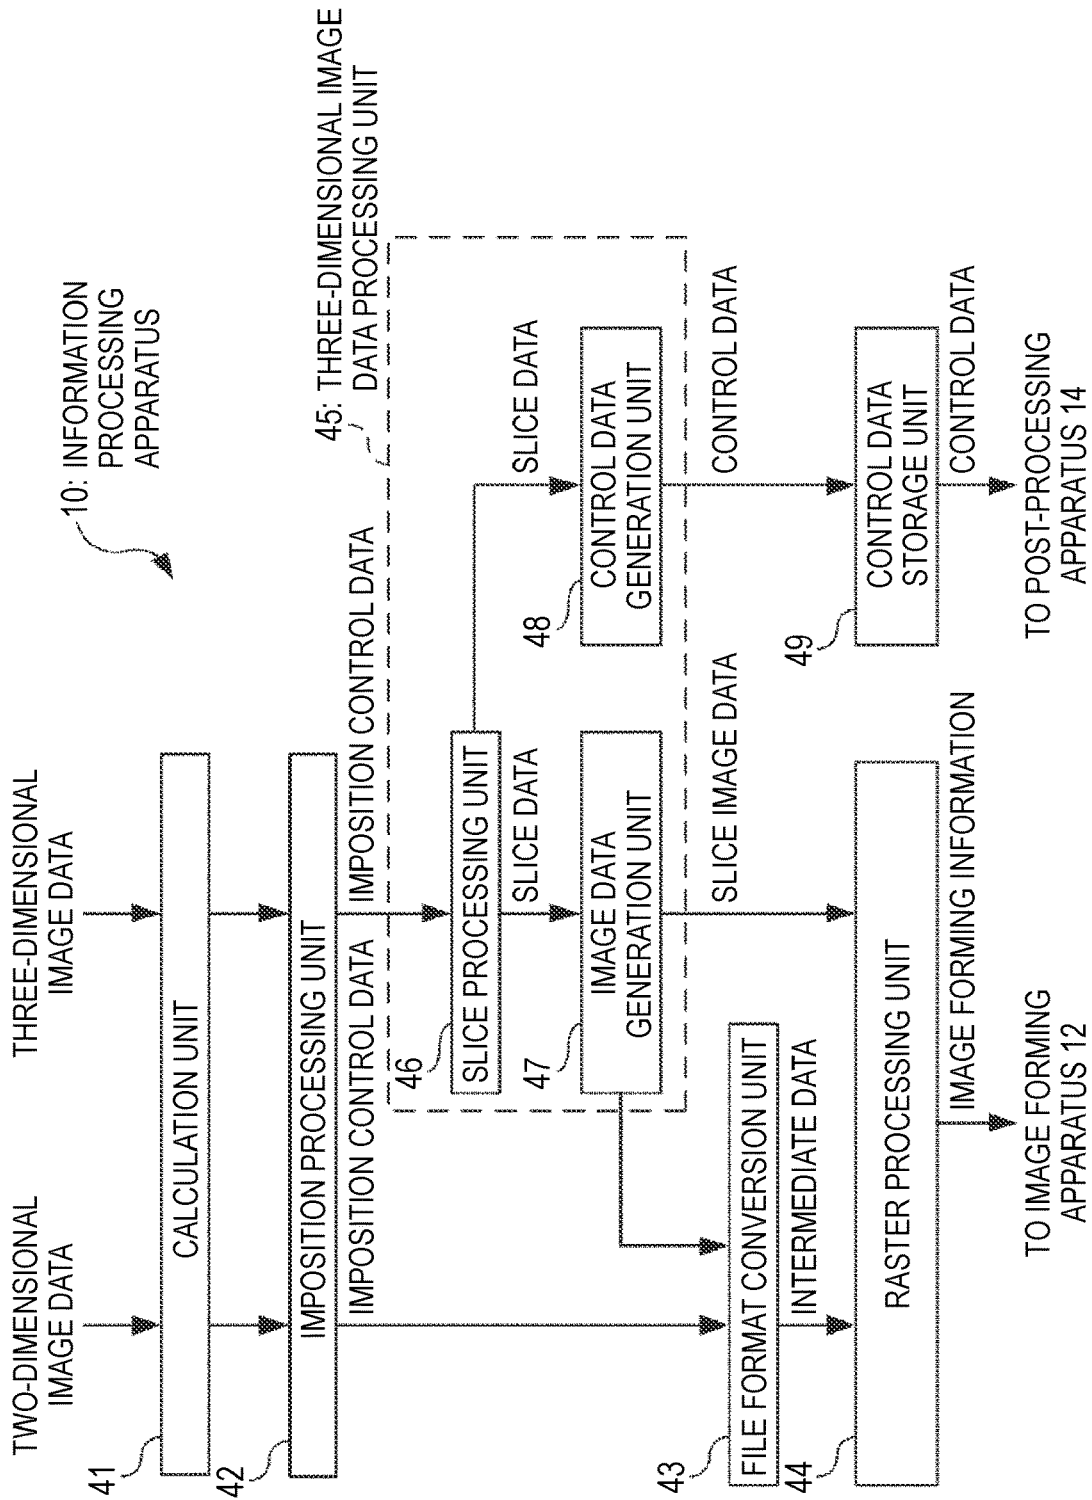 10: INFORMATION
PROCESSING
APPARATUS
TWO-DIMENSIONAL
IMAGE DATA
THREE-DIMENSIONAL
IMAGE DATA
41
CALCULATION UNIT
42
IMPOSITION PROCESSING UNIT
IMPOSITION CONTROL DATA
IMPOSITION CONTROL DATA
45: THREE-DIMENSIONAL IMAGE
DATA PROCESSING UNIT
46
SLICE PROCESSING UNIT
SLICE DATA
SLICE DATA
47
IMAGE DATA
GENERATION UNIT
48
CONTROL DATA
GENERATION UNIT
SLICE IMAGE DATA
CONTROL DATA
43
FILE FORMAT CONVERSION UNIT
INTERMEDIATE DATA
44
RASTER PROCESSING UNIT
49
CONTROL DATA
STORAGE UNIT
IMAGE FORMING INFORMATION
CONTROL DATA
TO IMAGE FORMING
APPARATUS 12
TO POST-PROCESSING
APPARATUS 14